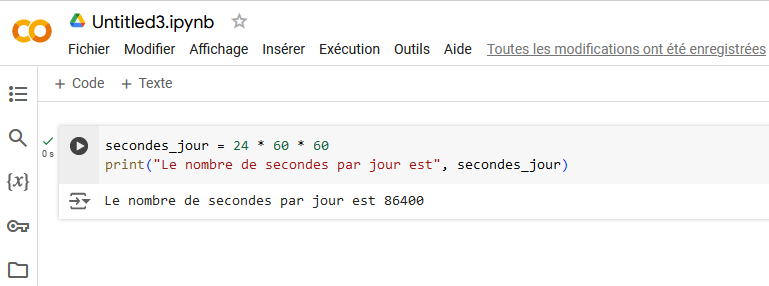 Untitled3.ipynb
Fichier Modifier Affichage Insérer Exécution Outils Aide Toutes les modifications ont été enregistrées
+ Code + Texte
secondes_jour = 24 * 60 * 60
0 s
print("Le nombre de secondes par jour est", secondes_jour)
{x}
Le nombre de secondes par jour est 86400